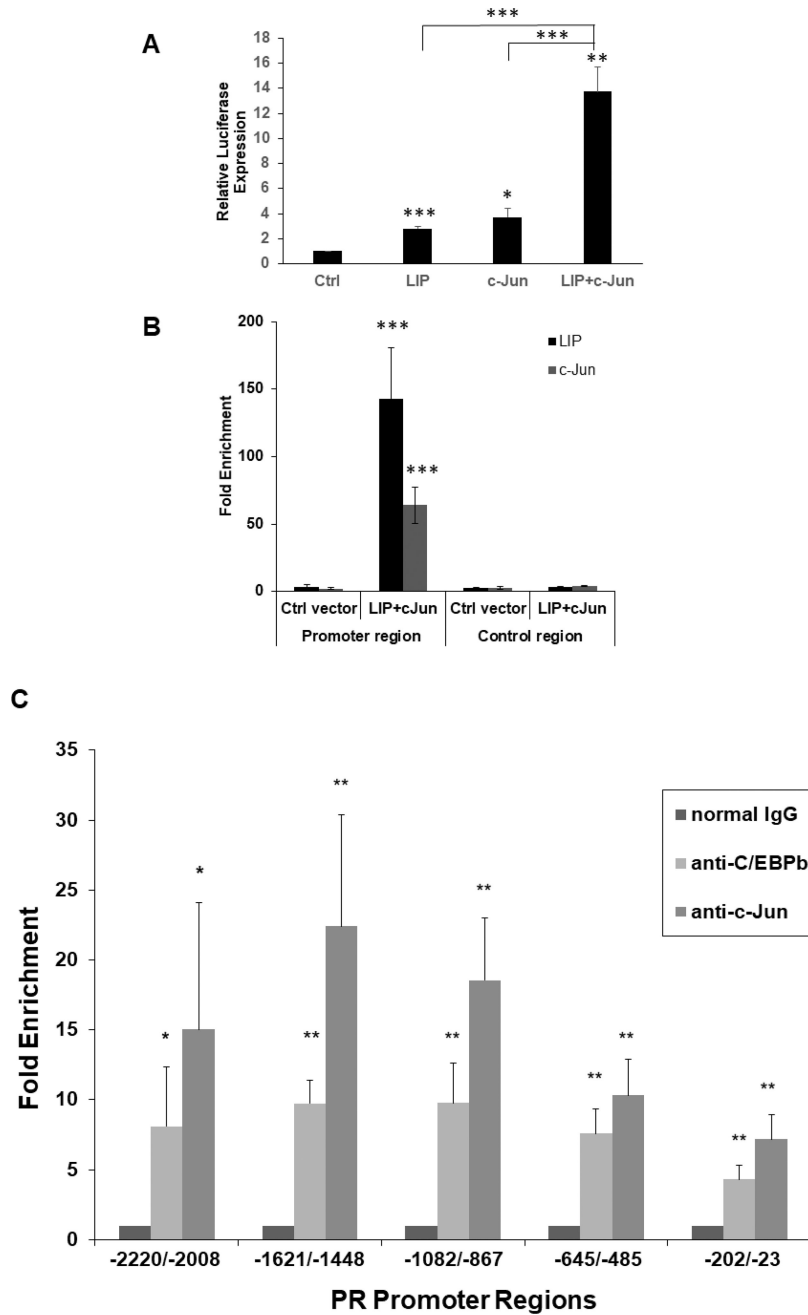 A
***
***
18
16
14
12
10
8
6
4
2
0
Relative Luciferase
Expression
***
*
**
Ctrl
LIP
c-Jun
LIP+c-Jun
B
200
150
100
50
0
Fold Enrichment
***
***
LIP
c-Jun
Ctrl vector
LIP+cJun
Ctrl vector
LIP+cJun
Promoter region
Control region
C
35
30
25
20
15
10
5
0
Fold Enrichment
*
*
**
**
**
**
**
**
**
**
normal IgG
anti-C/EBPb
anti-c-Jun
-2220/-2008
-1621/-1448
-1082/-867
-645/-485
-202/-23
PR Promoter Regions